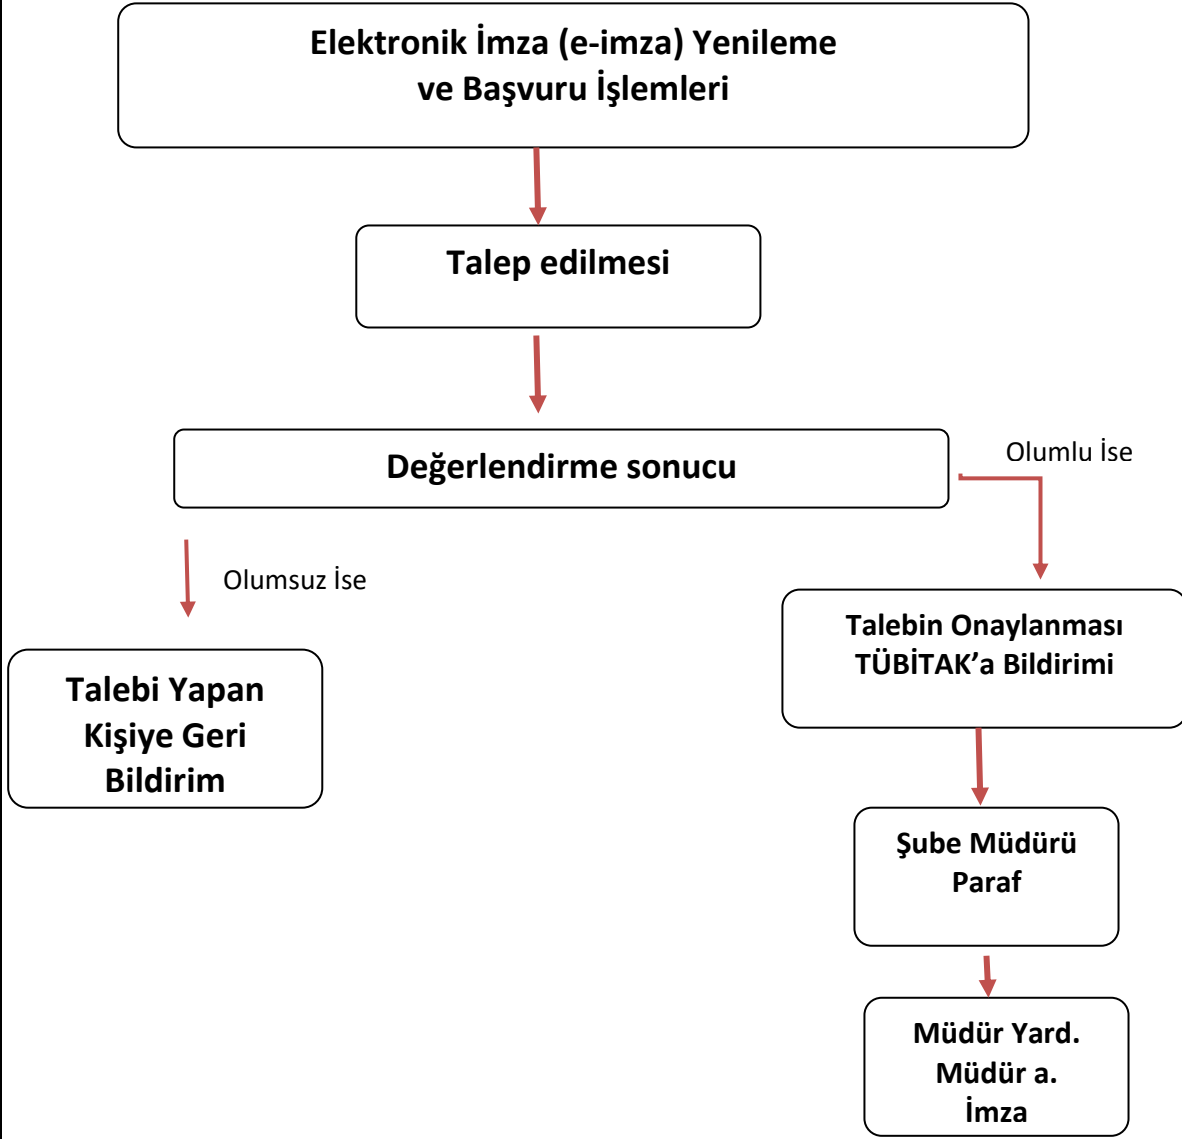 Elektronik İmza (e-imza) Yenileme
ve Başvuru İşlemleri
Talep edilmesi
Değerlendirme sonucu
Olumlu İse
Olumsuz İse
Talebi Yapan
Kişiye Geri
Bildirim
Talebin Onaylanması
TÜBİTAK’a Bildirimi
Şube Müdürü
Paraf
Müdür Yard.
Müdür a.
İmza